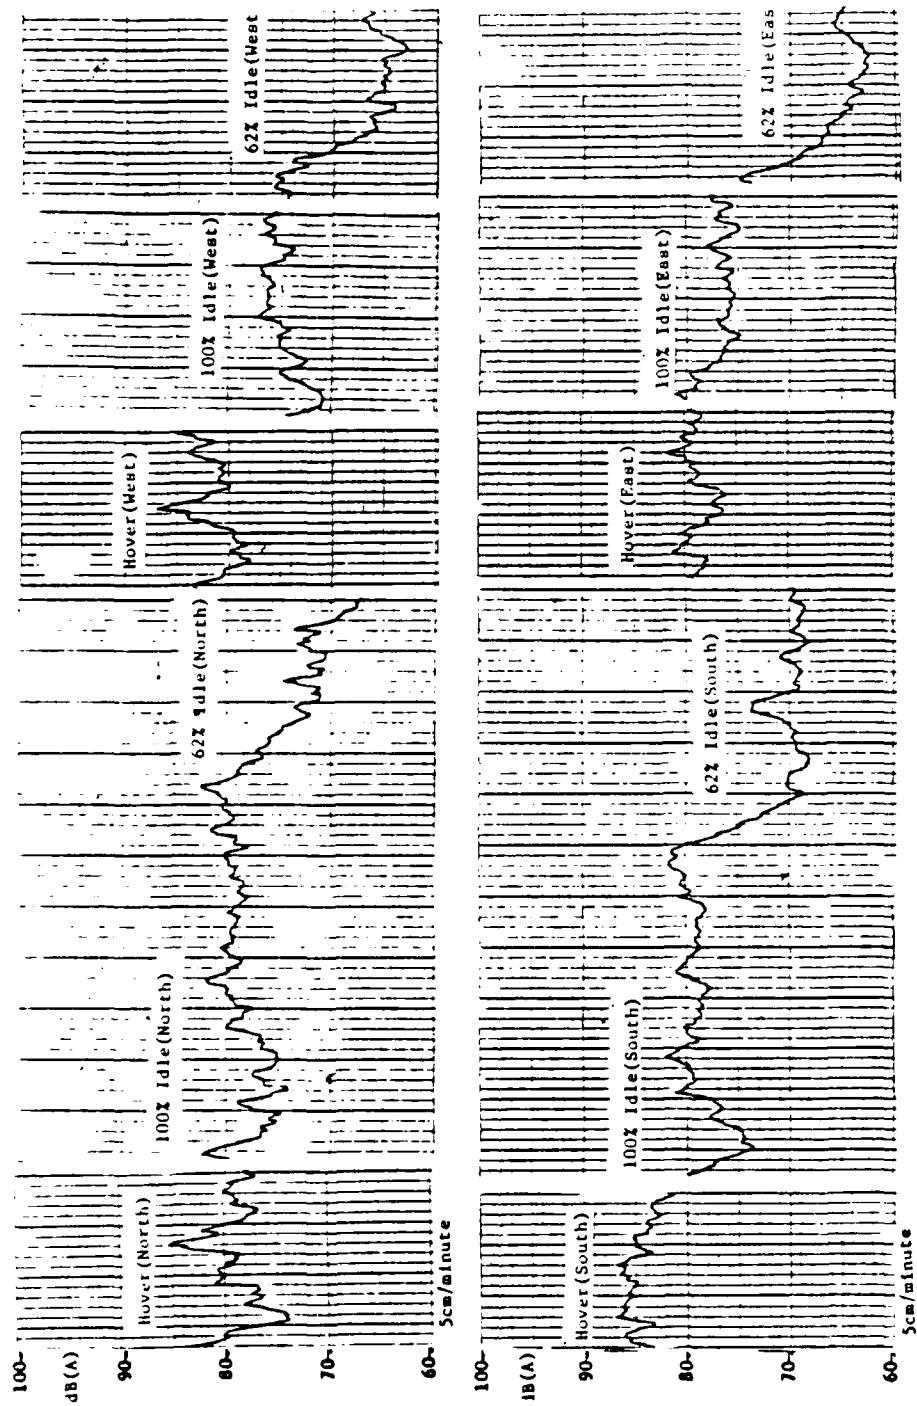 100-
dB(A)
90-
80-
70-
60-
5cm/minute
Hover(North)
100% Idle(North)
62% Idle(North)
Hover(West)
100% Idle(West)
62% Idle(West
100-
dB(A)
90-
80-
70-
60-
5cm/minute
Hover(South)
100% Idle(South)
62% Idle(South)
Hover(East)
100% Idle(East)
62% Idle(Eas